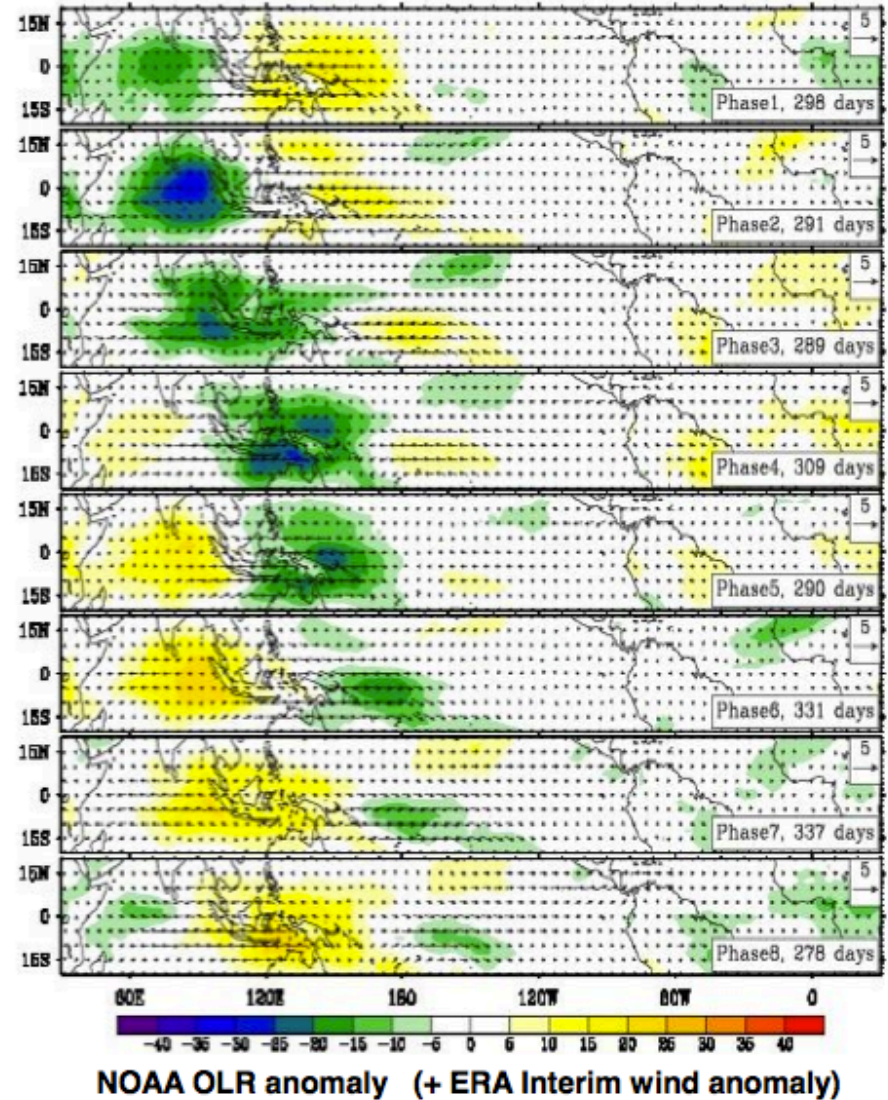 15N
0
15S
5
Phase1, 298 days
15N
0
15S
5
Phase2, 291 days
15N
0
15S
5
Phase3, 289 days
15N
0
15S
5
Phase4, 309 days
15N
0
15S
5
Phase5, 290 days
15N
0
15S
5
Phase6, 331 days
15N
0
15S
5
Phase7, 337 days
15N
0
15S
5
Phase8, 278 days
60E 120E 180 120W 60W 0
-40 -35 -30 -25 -20 -15 -10 -5 0 5 10 15 20 25 30 35 40
NOAA OLR anomaly (+ ERA Interim wind anomaly)